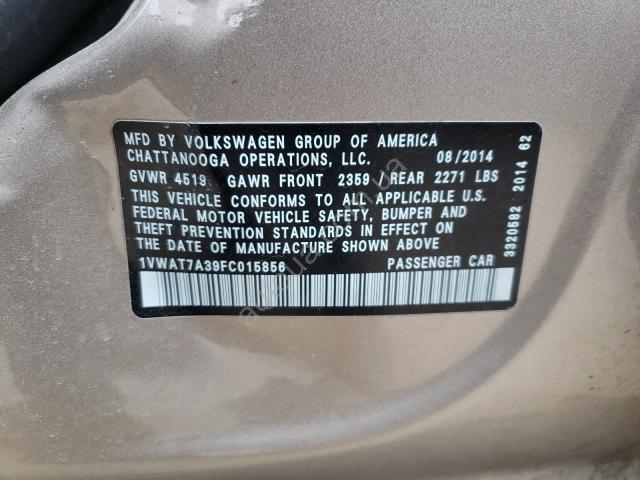 MFD BY VOLKSWAGEN GROUP OF AMERICA
CHATTANOOGA OPERATIONS, LLC. 08/2014
GVWR 4519 GAWR FRONT 2359 / REAR 2271 LBS
THIS VEHICLE CONFORMS TO ALL APPLICABLE U.S.
FEDERAL MOTOR VEHICLE SAFETY, BUMPER AND
THEFT PREVENTION STANDARDS IN EFFECT ON
THE DATE OF MANUFACTURE SHOWN ABOVE
1VWAT7A39FC015856 PASSENGER CAR
3320582 2014 62